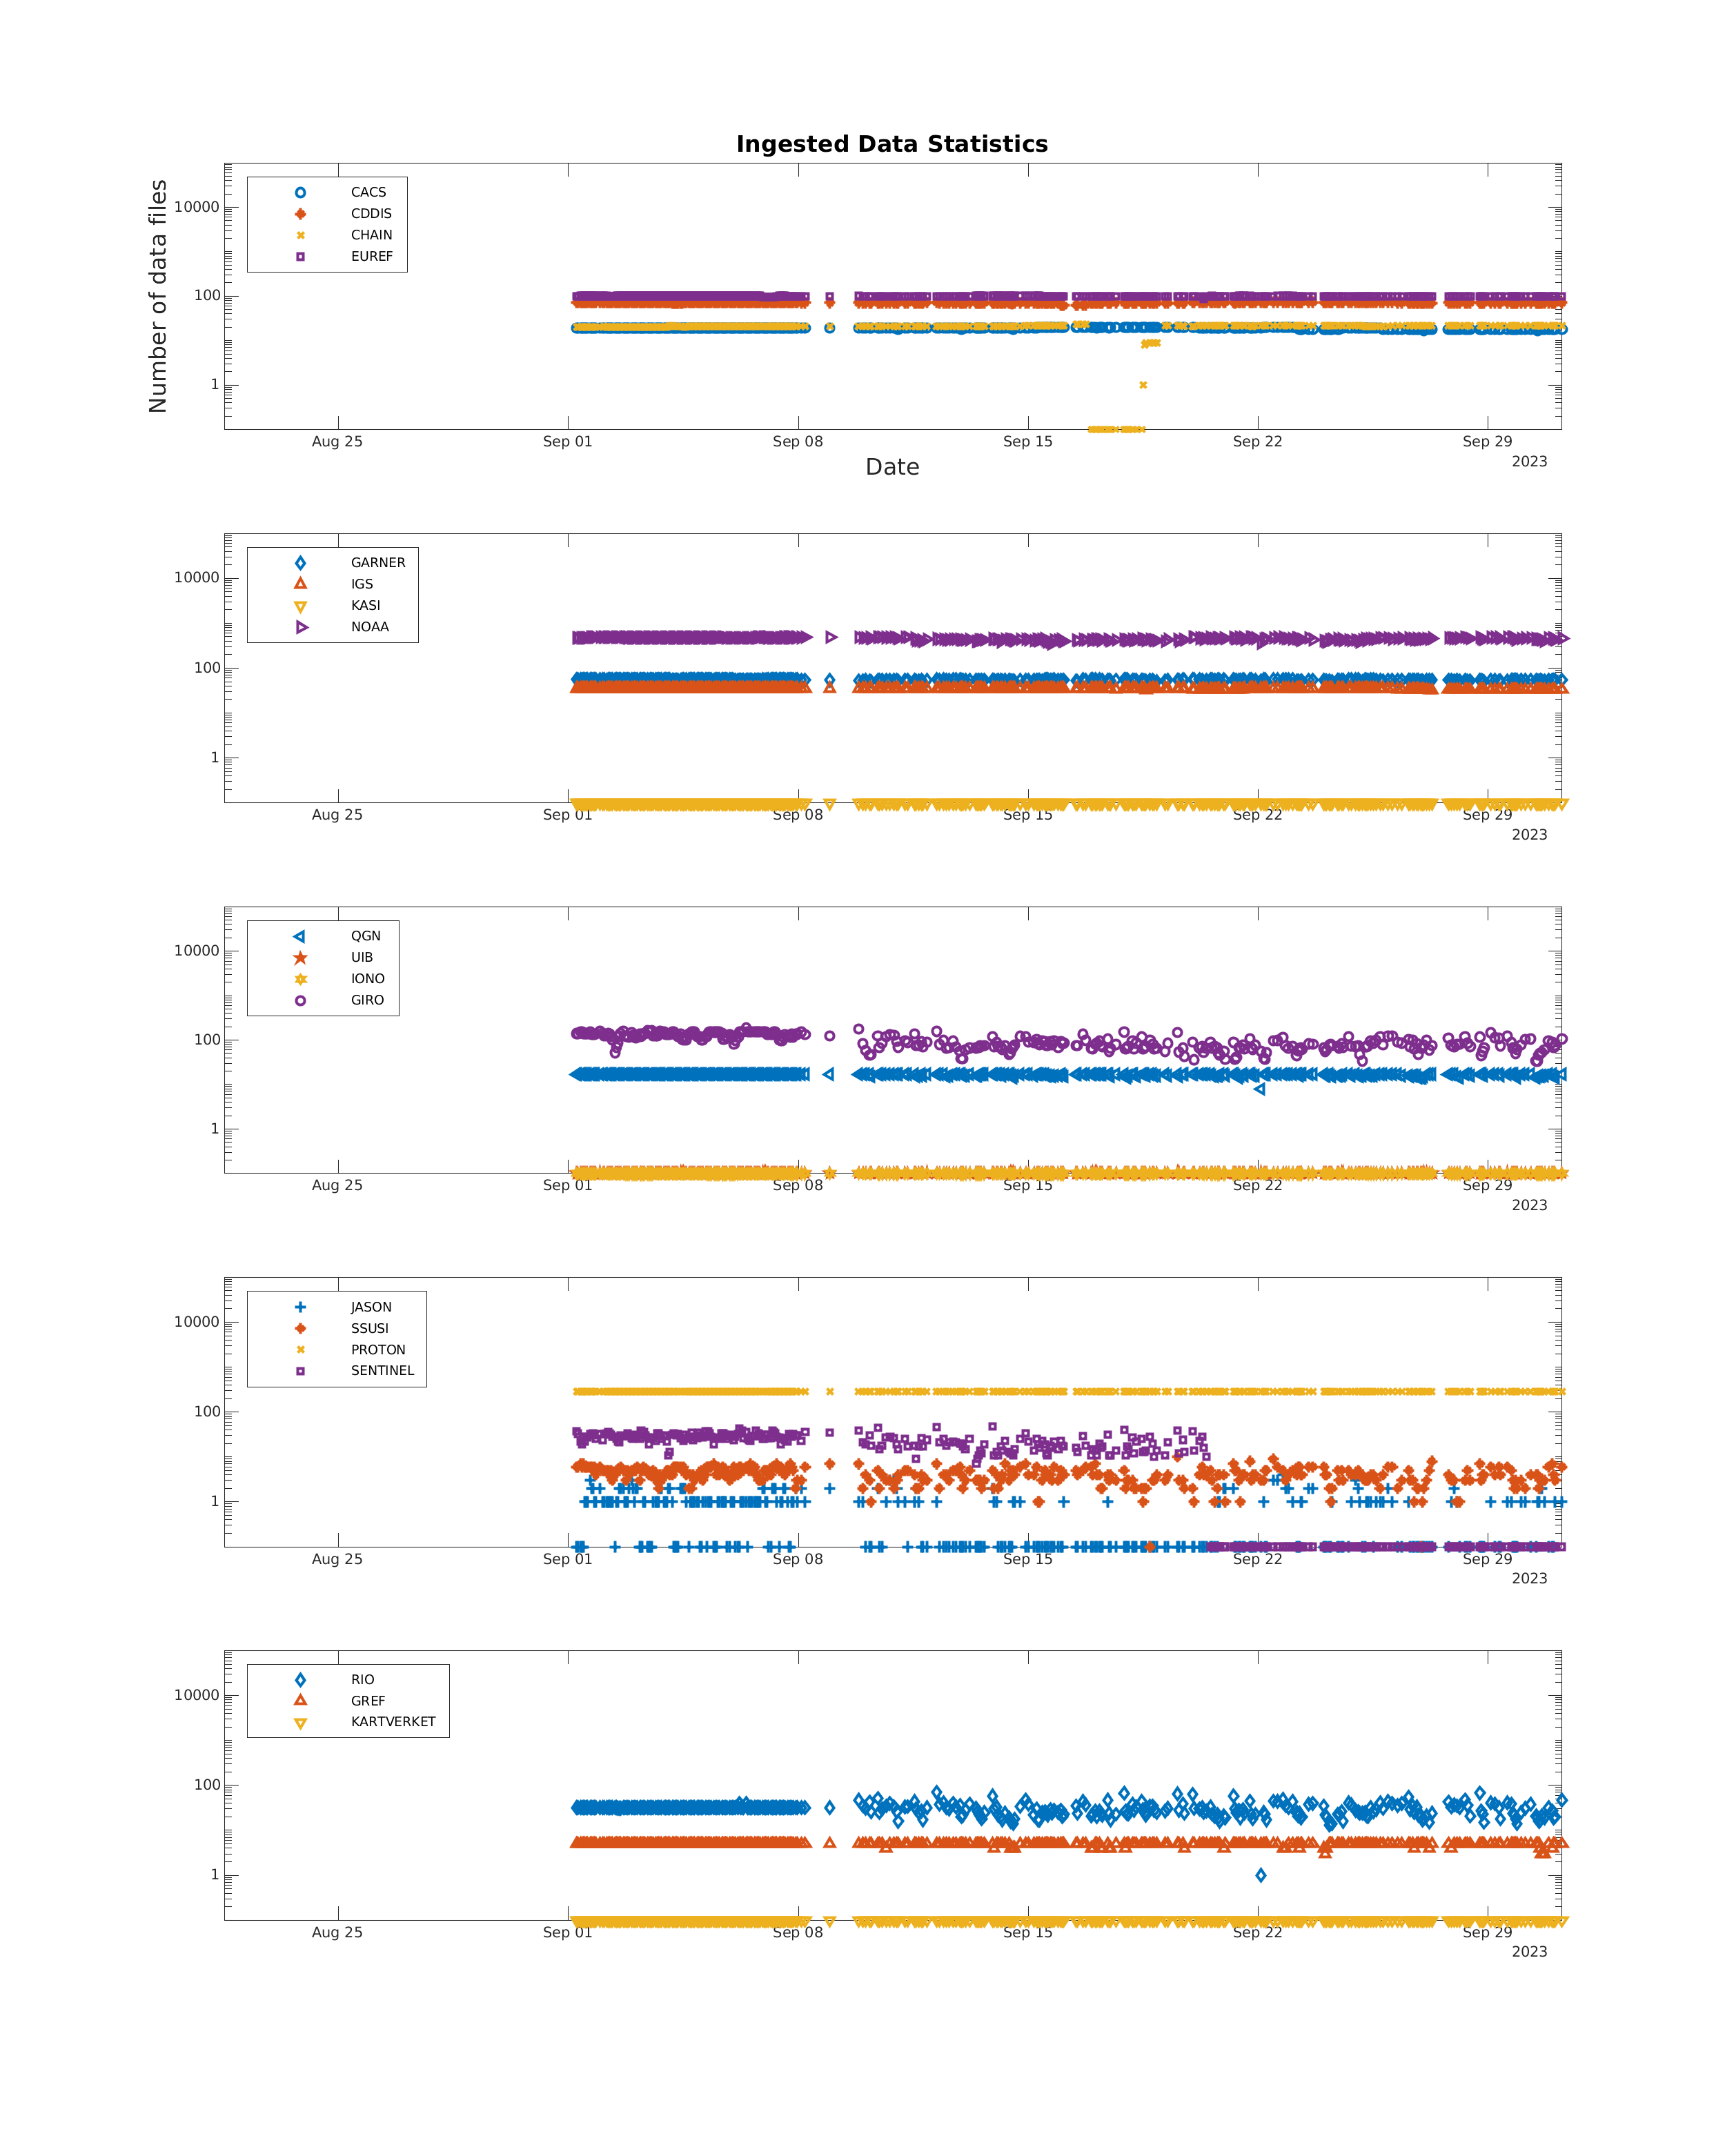 Ingested Data Statistics
Number of data files
10000
100
1
CACS
CDDIS
CHAIN
EUREF
Aug 25 Sep 01 Sep 08 Sep 15 Sep 22 Sep 29
2023
Date
10000
100
1
GARNER
IGS
KASI
NOAA
Aug 25 Sep 01 Sep 08 Sep 15 Sep 22 Sep 29
2023
10000
100
1
QGN
UIB
IONO
GIRO
Aug 25 Sep 01 Sep 08 Sep 15 Sep 22 Sep 29
2023
10000
100
1
JASON
SSUSI
PROTON
SENTINEL
Aug 25 Sep 01 Sep 08 Sep 15 Sep 22 Sep 29
2023
10000
100
1
RIO
GREF
KARTVERKET
Aug 25 Sep 01 Sep 08 Sep 15 Sep 22 Sep 29
2023